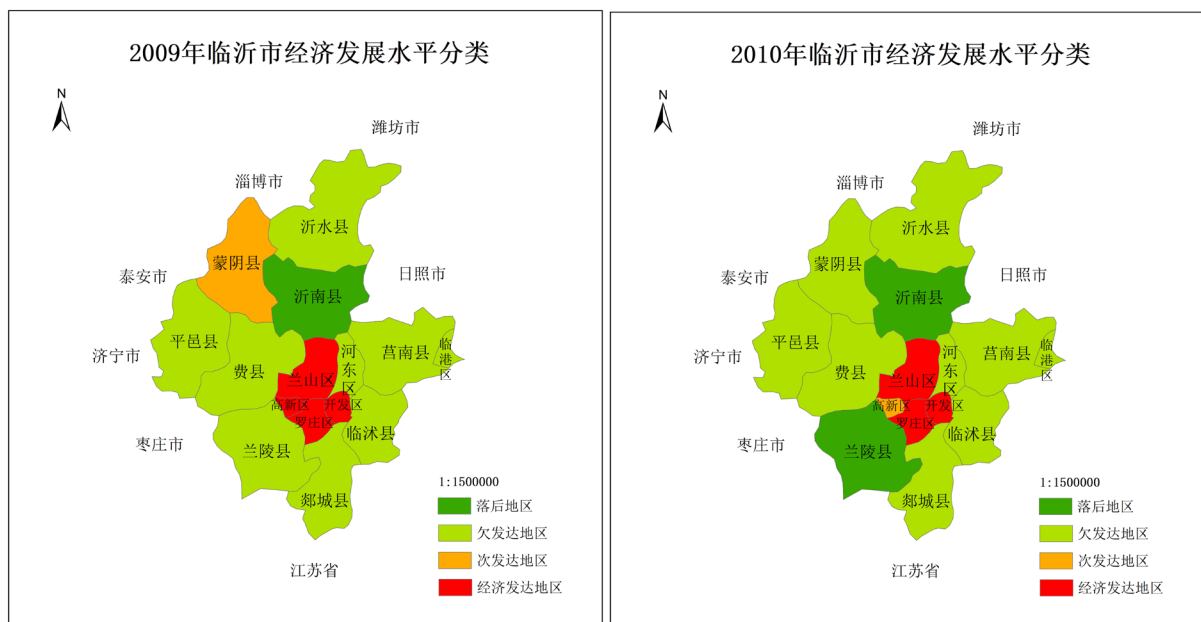 2009年临沂市经济发展水平分类
N
潍坊市
淄博市
沂水县
蒙阴县
泰安市
日照市
沂南县
平邑县
济宁市
费县
河东区
莒南县
临港区
兰山区
高新区
开发区
罗庄区
临沭县
枣庄市
兰陵县
郯城县
1:1500000
落后地区
欠发达地区
次发达地区
经济发达地区
江苏省
2010年临沂市经济发展水平分类
N
潍坊市
淄博市
沂水县
蒙阴县
泰安市
日照市
沂南县
平邑县
济宁市
费县
河东区
莒南县
临港区
兰山区
高新区
开发区
罗庄区
临沭县
枣庄市
兰陵县
郯城县
1:1500000
落后地区
欠发达地区
次发达地区
经济发达地区
江苏省